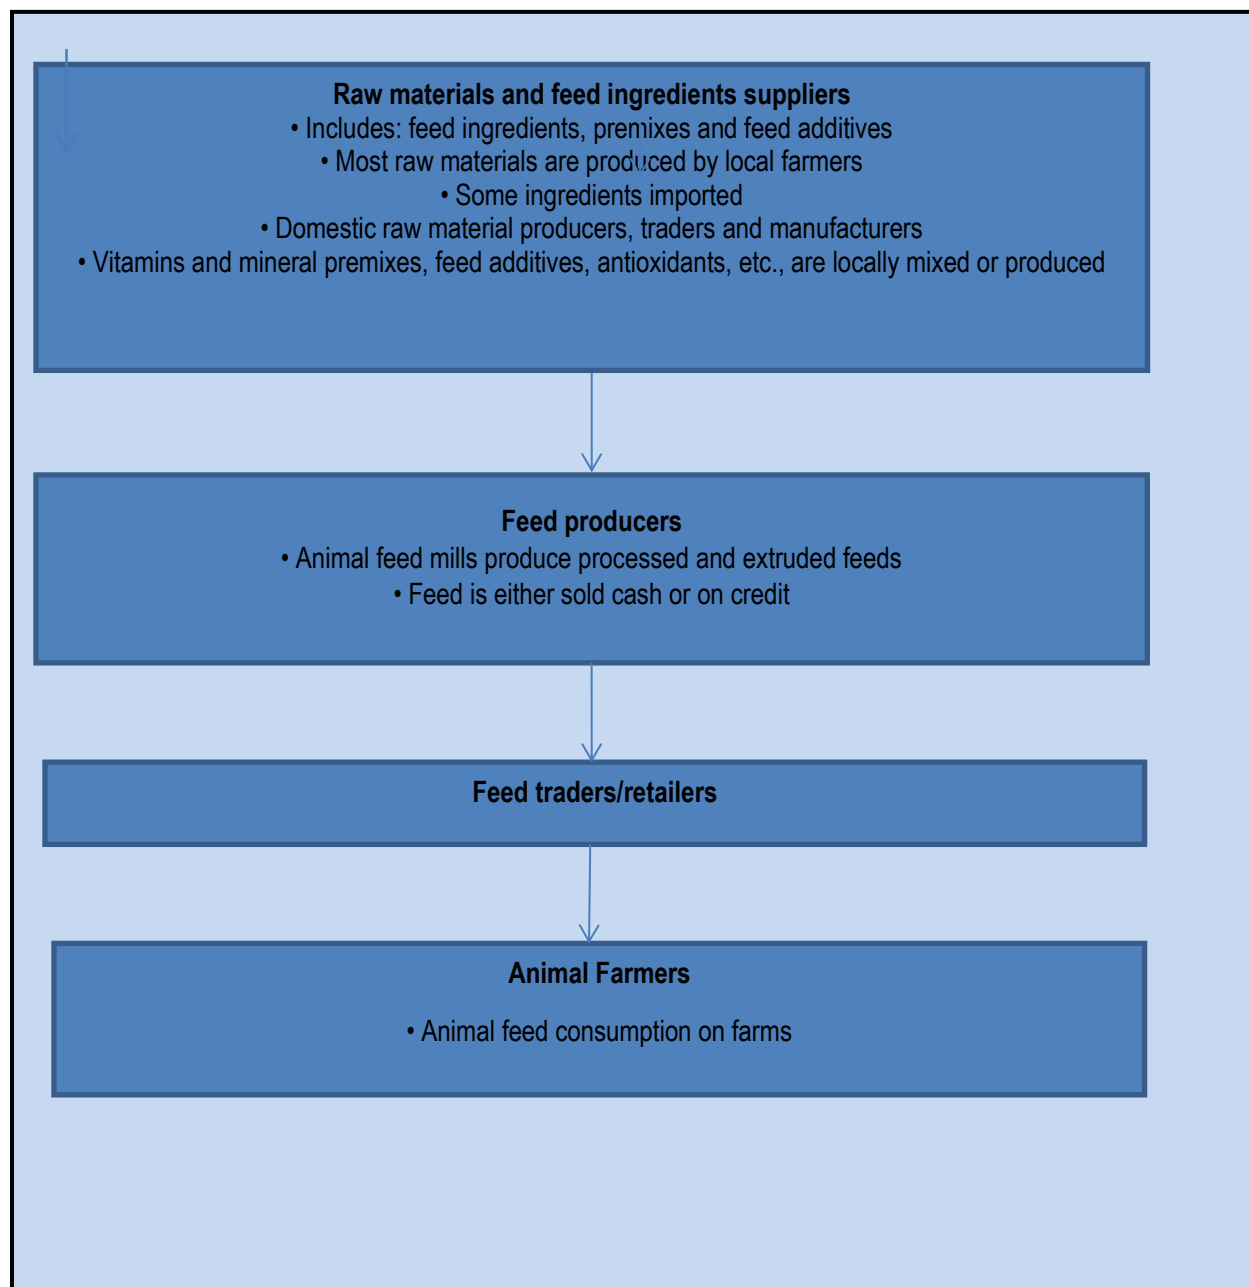 Raw materials and feed ingredients suppliers
• Includes: feed ingredients, premixes and feed additives
• Most raw materials are produced by local farmers
• Some ingredients imported
• Domestic raw material producers, traders and manufacturers
• Vitamins and mineral premixes, feed additives, antioxidants, etc., are locally mixed or produced
Feed producers
• Animal feed mills produce processed and extruded feeds
• Feed is either sold cash or on credit
Feed traders/retailers
Animal Farmers
• Animal feed consumption on farms